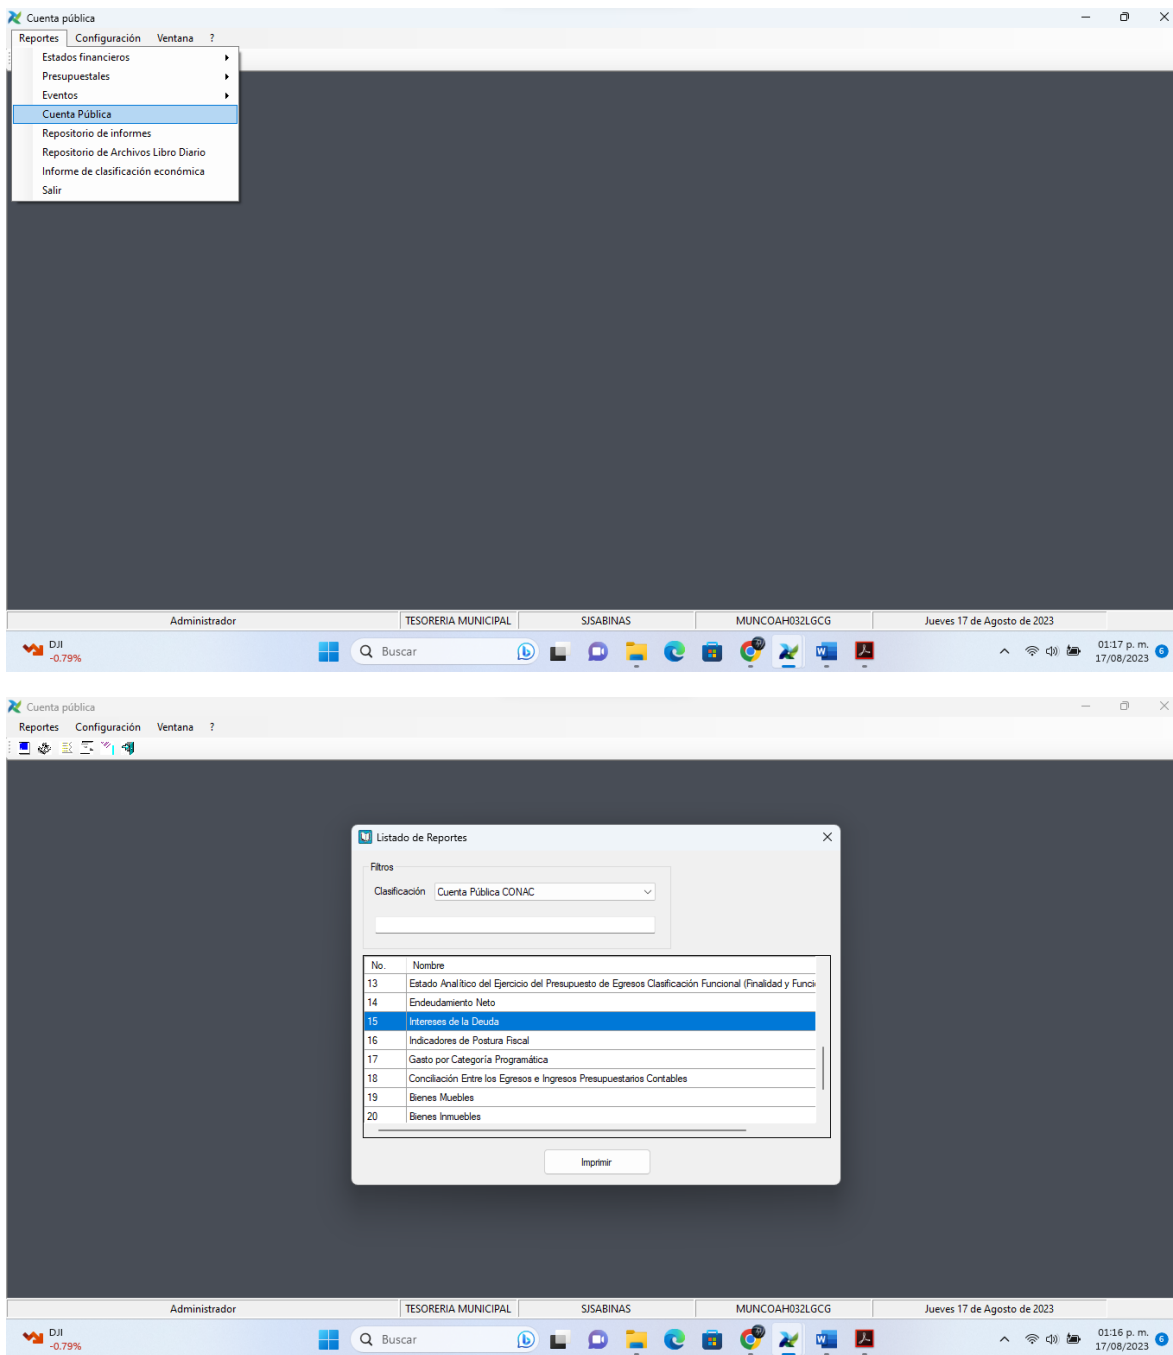 Cuenta pública
Reportes Configuración Ventana ?
Estados financieros
Presupuestales
Eventos
Cuenta Pública
Repositorio de informes
Repositorio de Archivos Libro Diario
Informe de clasificación económica
Salir
Administrador TESORERIA MUNICIPAL SJSABINAS MUNCOAH032LGCG Jueves 17 de Agosto de 2023
DJI
-0.79%
Buscar
01:17 p. m.
17/08/2023
6
Cuenta pública
Reportes Configuración Ventana ?
Listado de Reportes
Filtros
Clasificación Cuenta Pública CONAC
No. Nombre
13 Estado Analítico del Ejercicio del Presupuesto de Egresos Clasificación Funcional (Finalidad y Funci
14 Endeudamiento Neto
15 Intereses de la Deuda
16 Indicadores de Postura Fiscal
17 Gasto por Categoría Programática
18 Conciliación Entre los Egresos e Ingresos Presupuestarios Contables
19 Bienes Muebles
20 Bienes Inmuebles
Imprimir
Administrador TESORERIA MUNICIPAL SJSABINAS MUNCOAH032LGCG Jueves 17 de Agosto de 2023
DJI
-0.79%
Buscar
01:16 p. m.
17/08/2023
6